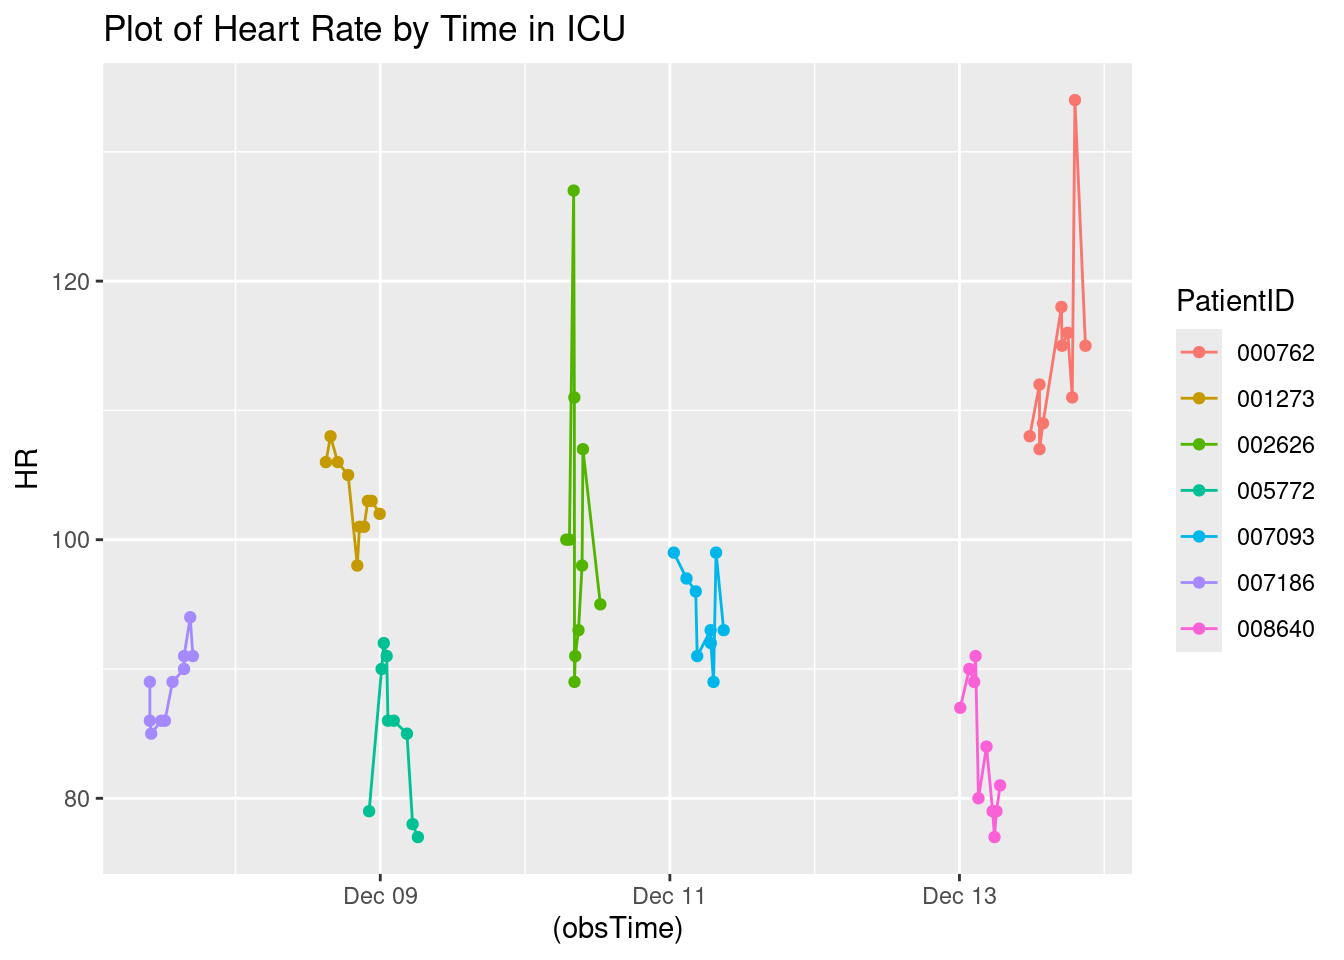 Plot of Heart Rate by Time in ICU
HR
120
100
80
Dec 09
Dec 11
Dec 13
(obsTime)
PatientID
000762
001273
002626
005772
007093
007186
008640